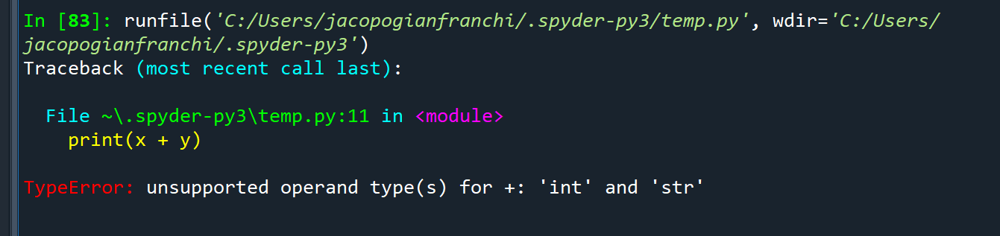 In [83]: runfile('C:/Users/jacopogianfranchi/.spyder-py3/temp.py', wdir='C:/Users/
jacopogianfranchi/.spyder-py3')
Traceback (most recent call last):
File ~\.spyder-py3\temp.py:11 in <module>
print(x + y)
TypeError: unsupported operand type(s) for +: 'int' and 'str'